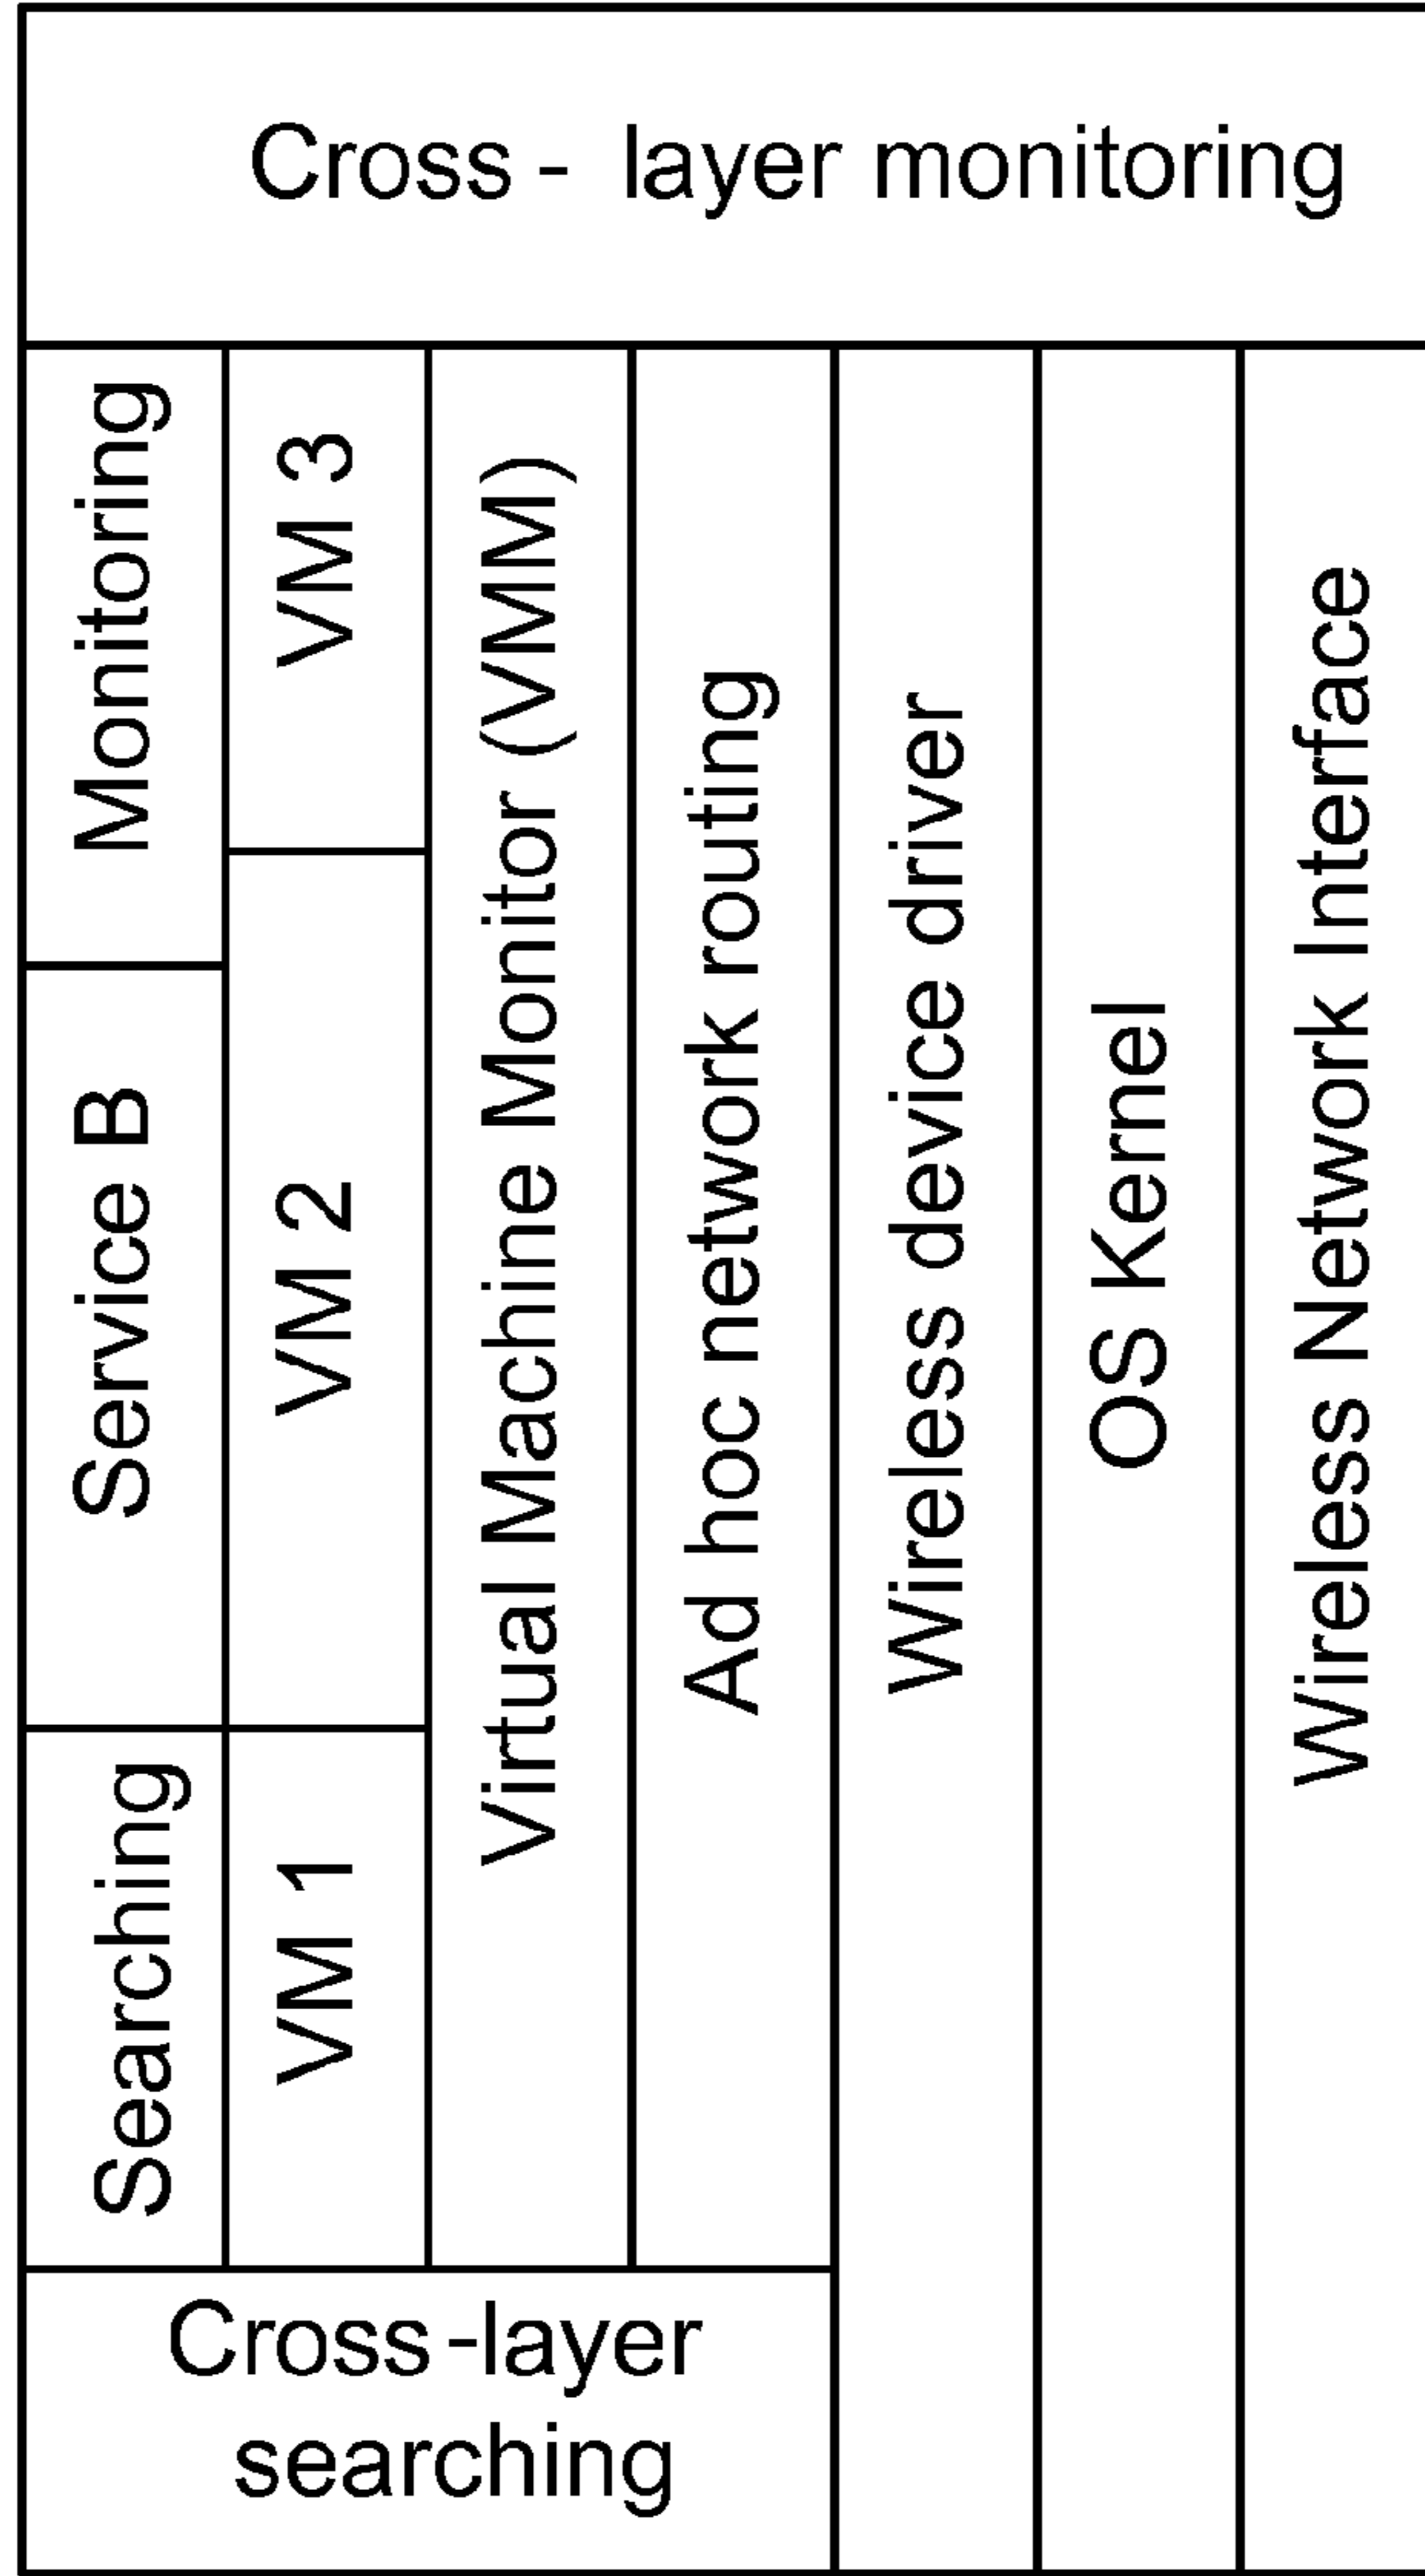 Cross - layer monitoring
Monitoring
Service B
Searching
VM 3
VM 2
VM 1
Virtual Machine Monitor (VMM)
Ad hoc network routing
Wireless device driver
OS Kernel
Wireless Network Interface
Cross-layer
searching